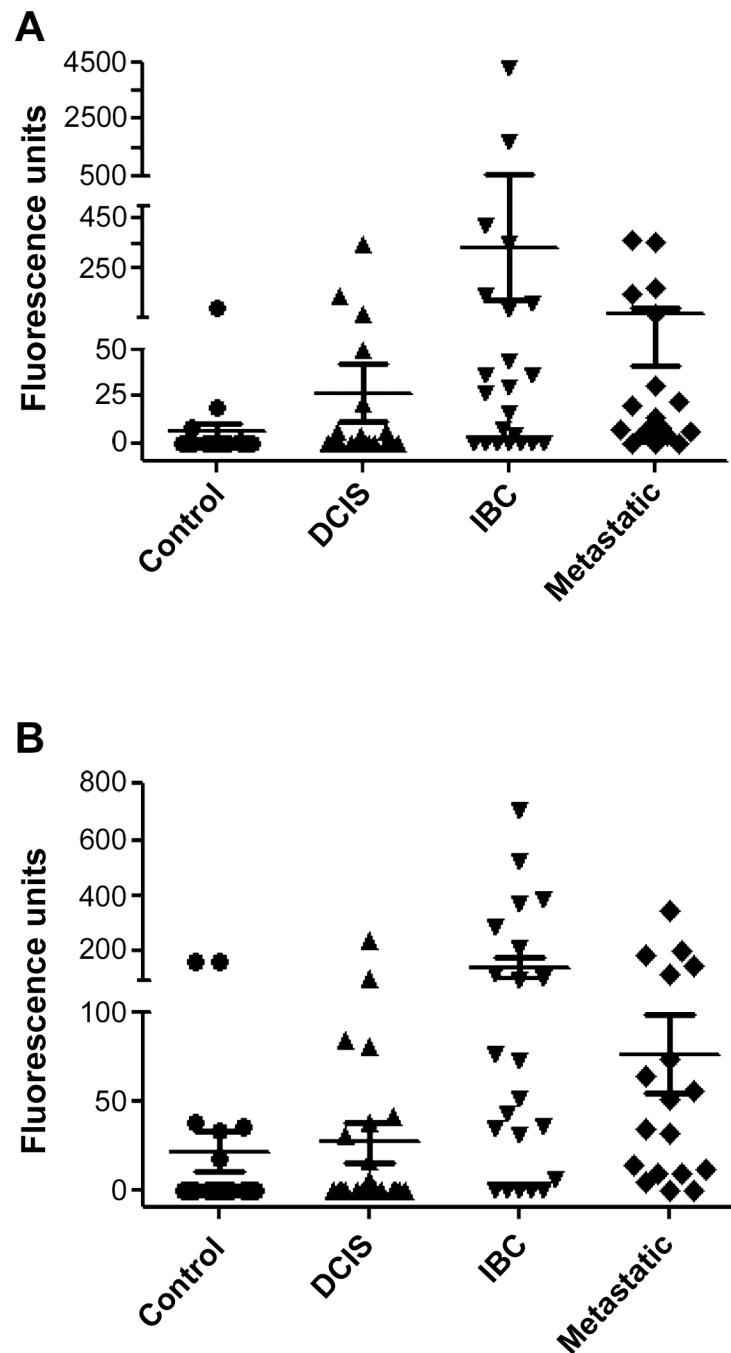 A
Fluorescence units
4500
2500
500
450
250
50
25
0
Control
DCIS
IBC
Metastatic
B
Fluorescence units
800
600
400
200
100
50
0
Control
DCIS
IBC
Metastatic